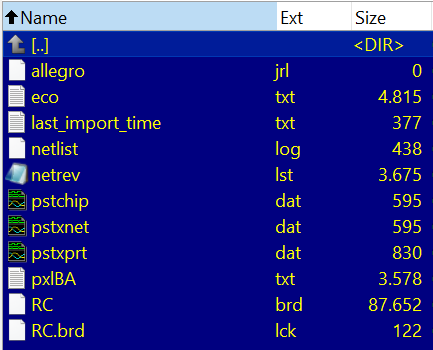 Name Ext Size
[..] <DIR>
allegro jrl 0
eco txt 4.815
last_import_time txt 377
netlist log 438
netrev lst 3.675
pstchip dat 595
pstxnet dat 595
pstxprt dat 830
pxlBA txt 3.578
RC brd 87.652
RC.brd lck 122